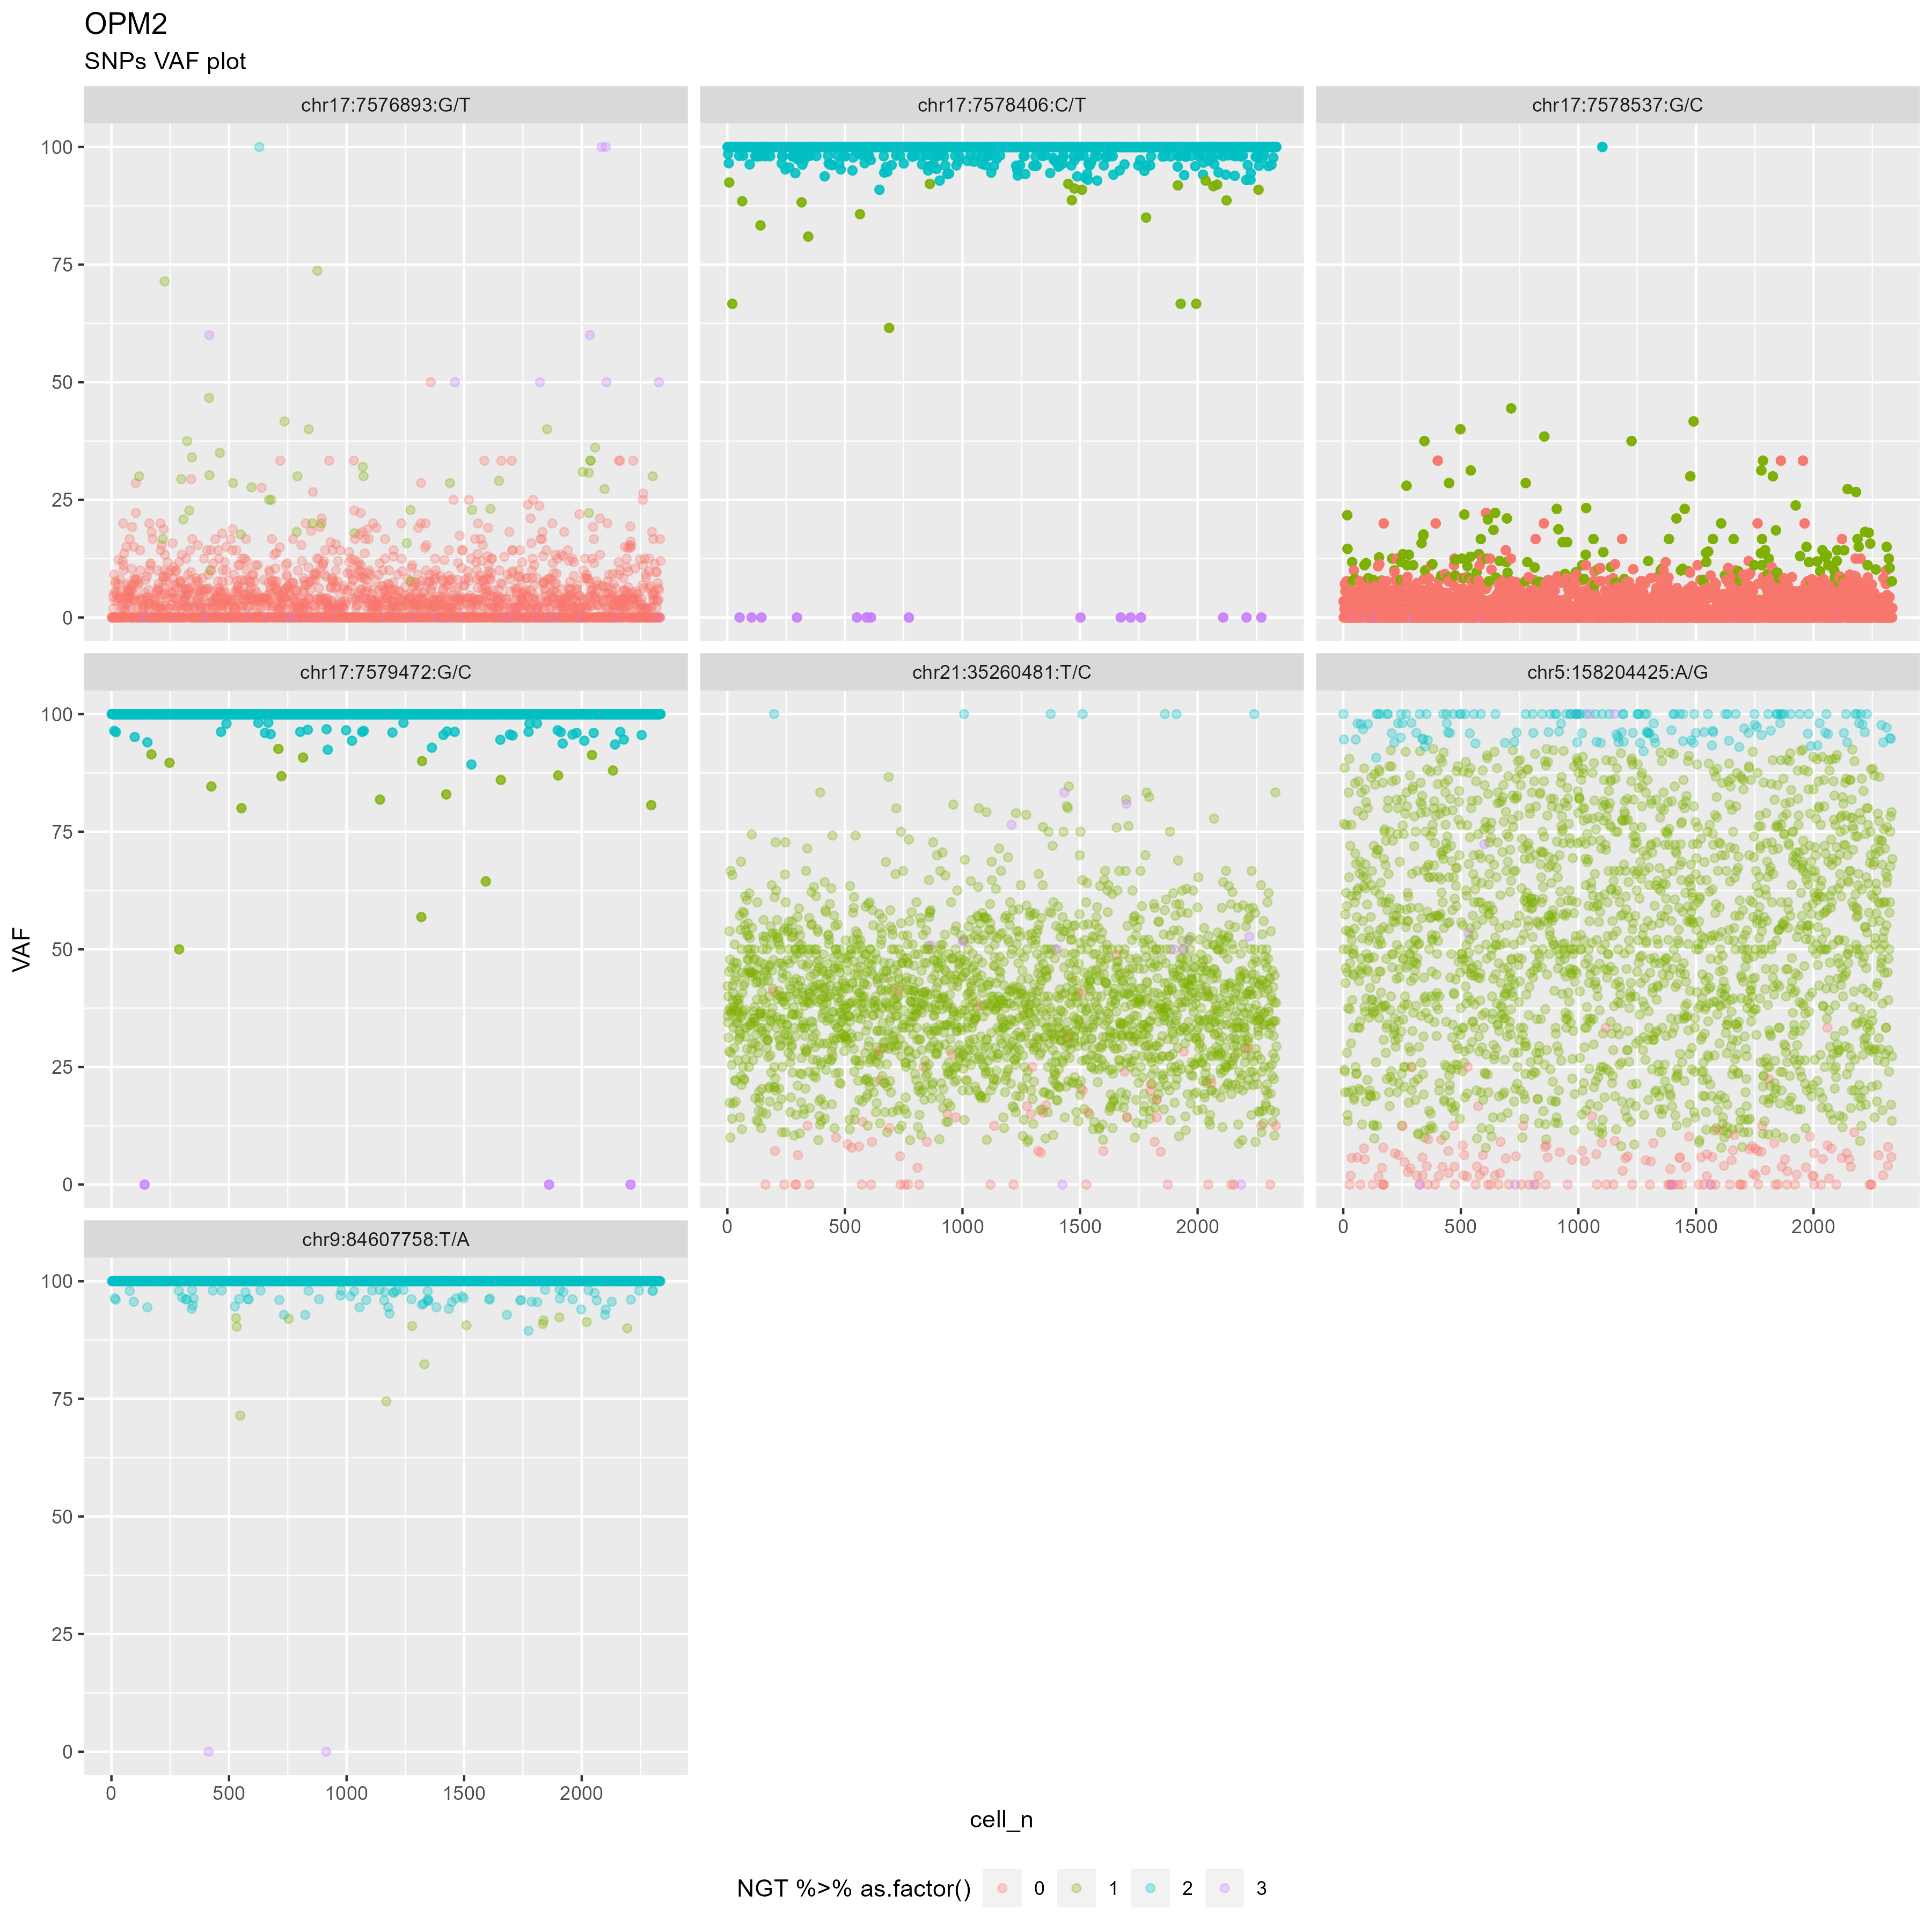 OPM2
SNPs VAF plot
chr17:7576893:G/T
chr17:7578406:C/T
chr17:7578537:G/C
100
75
50
25
0
chr17:7579472:G/C
chr21:35260481:T/C
chr5:158204425:A/G
100
75
50
25
0
0 500 1000 1500 2000
0 500 1000 1500 2000
chr9:84607758:T/A
100
75
50
25
0
0 500 1000 1500 2000
VAF
cell_n
NGT %>% as.factor() 0 1 2 3